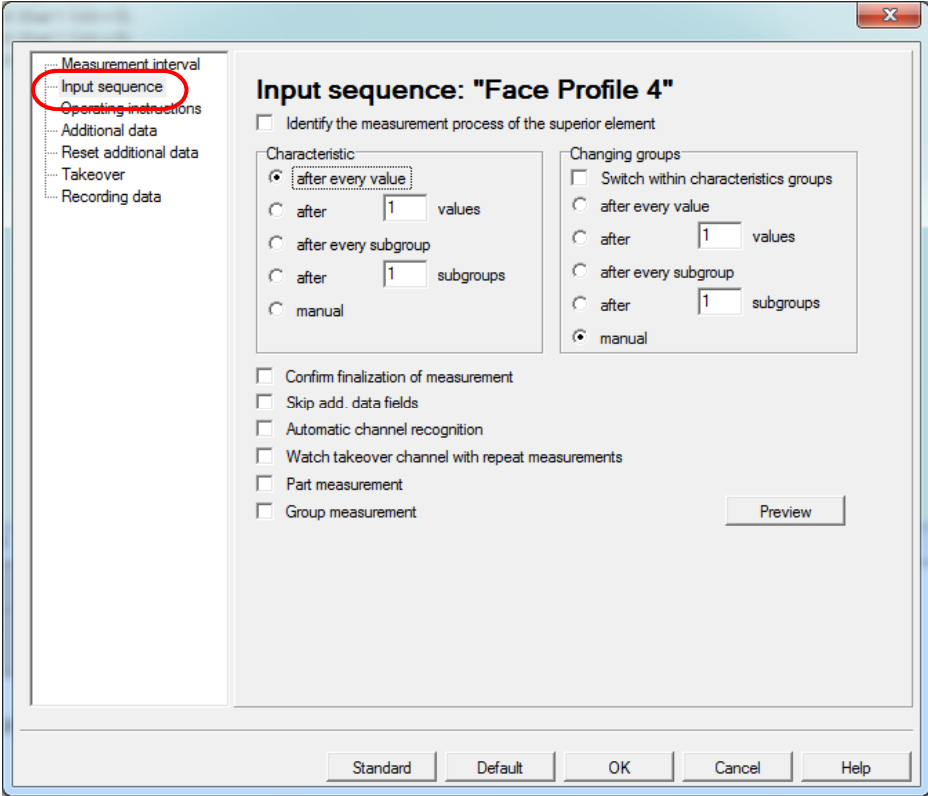 Measurement interval
Input sequence
Operating instructions
Additional data
Reset additional data
Takeover
Recording data
Input sequence: "Face Profile 4"
Identify the measurement process of the superior element
Characteristic
after every value
after 1 values
after every subgroup
after 1 subgroups
manual
Changing groups
Switch within characteristics groups
after every value
after 1 values
after every subgroup
after 1 subgroups
manual
Confirm finalization of measurement
Skip add. data fields
Automatic channel recognition
Watch takeover channel with repeat measurements
Part measurement
Group measurement
Preview
Standard
Default
OK
Cancel
Help